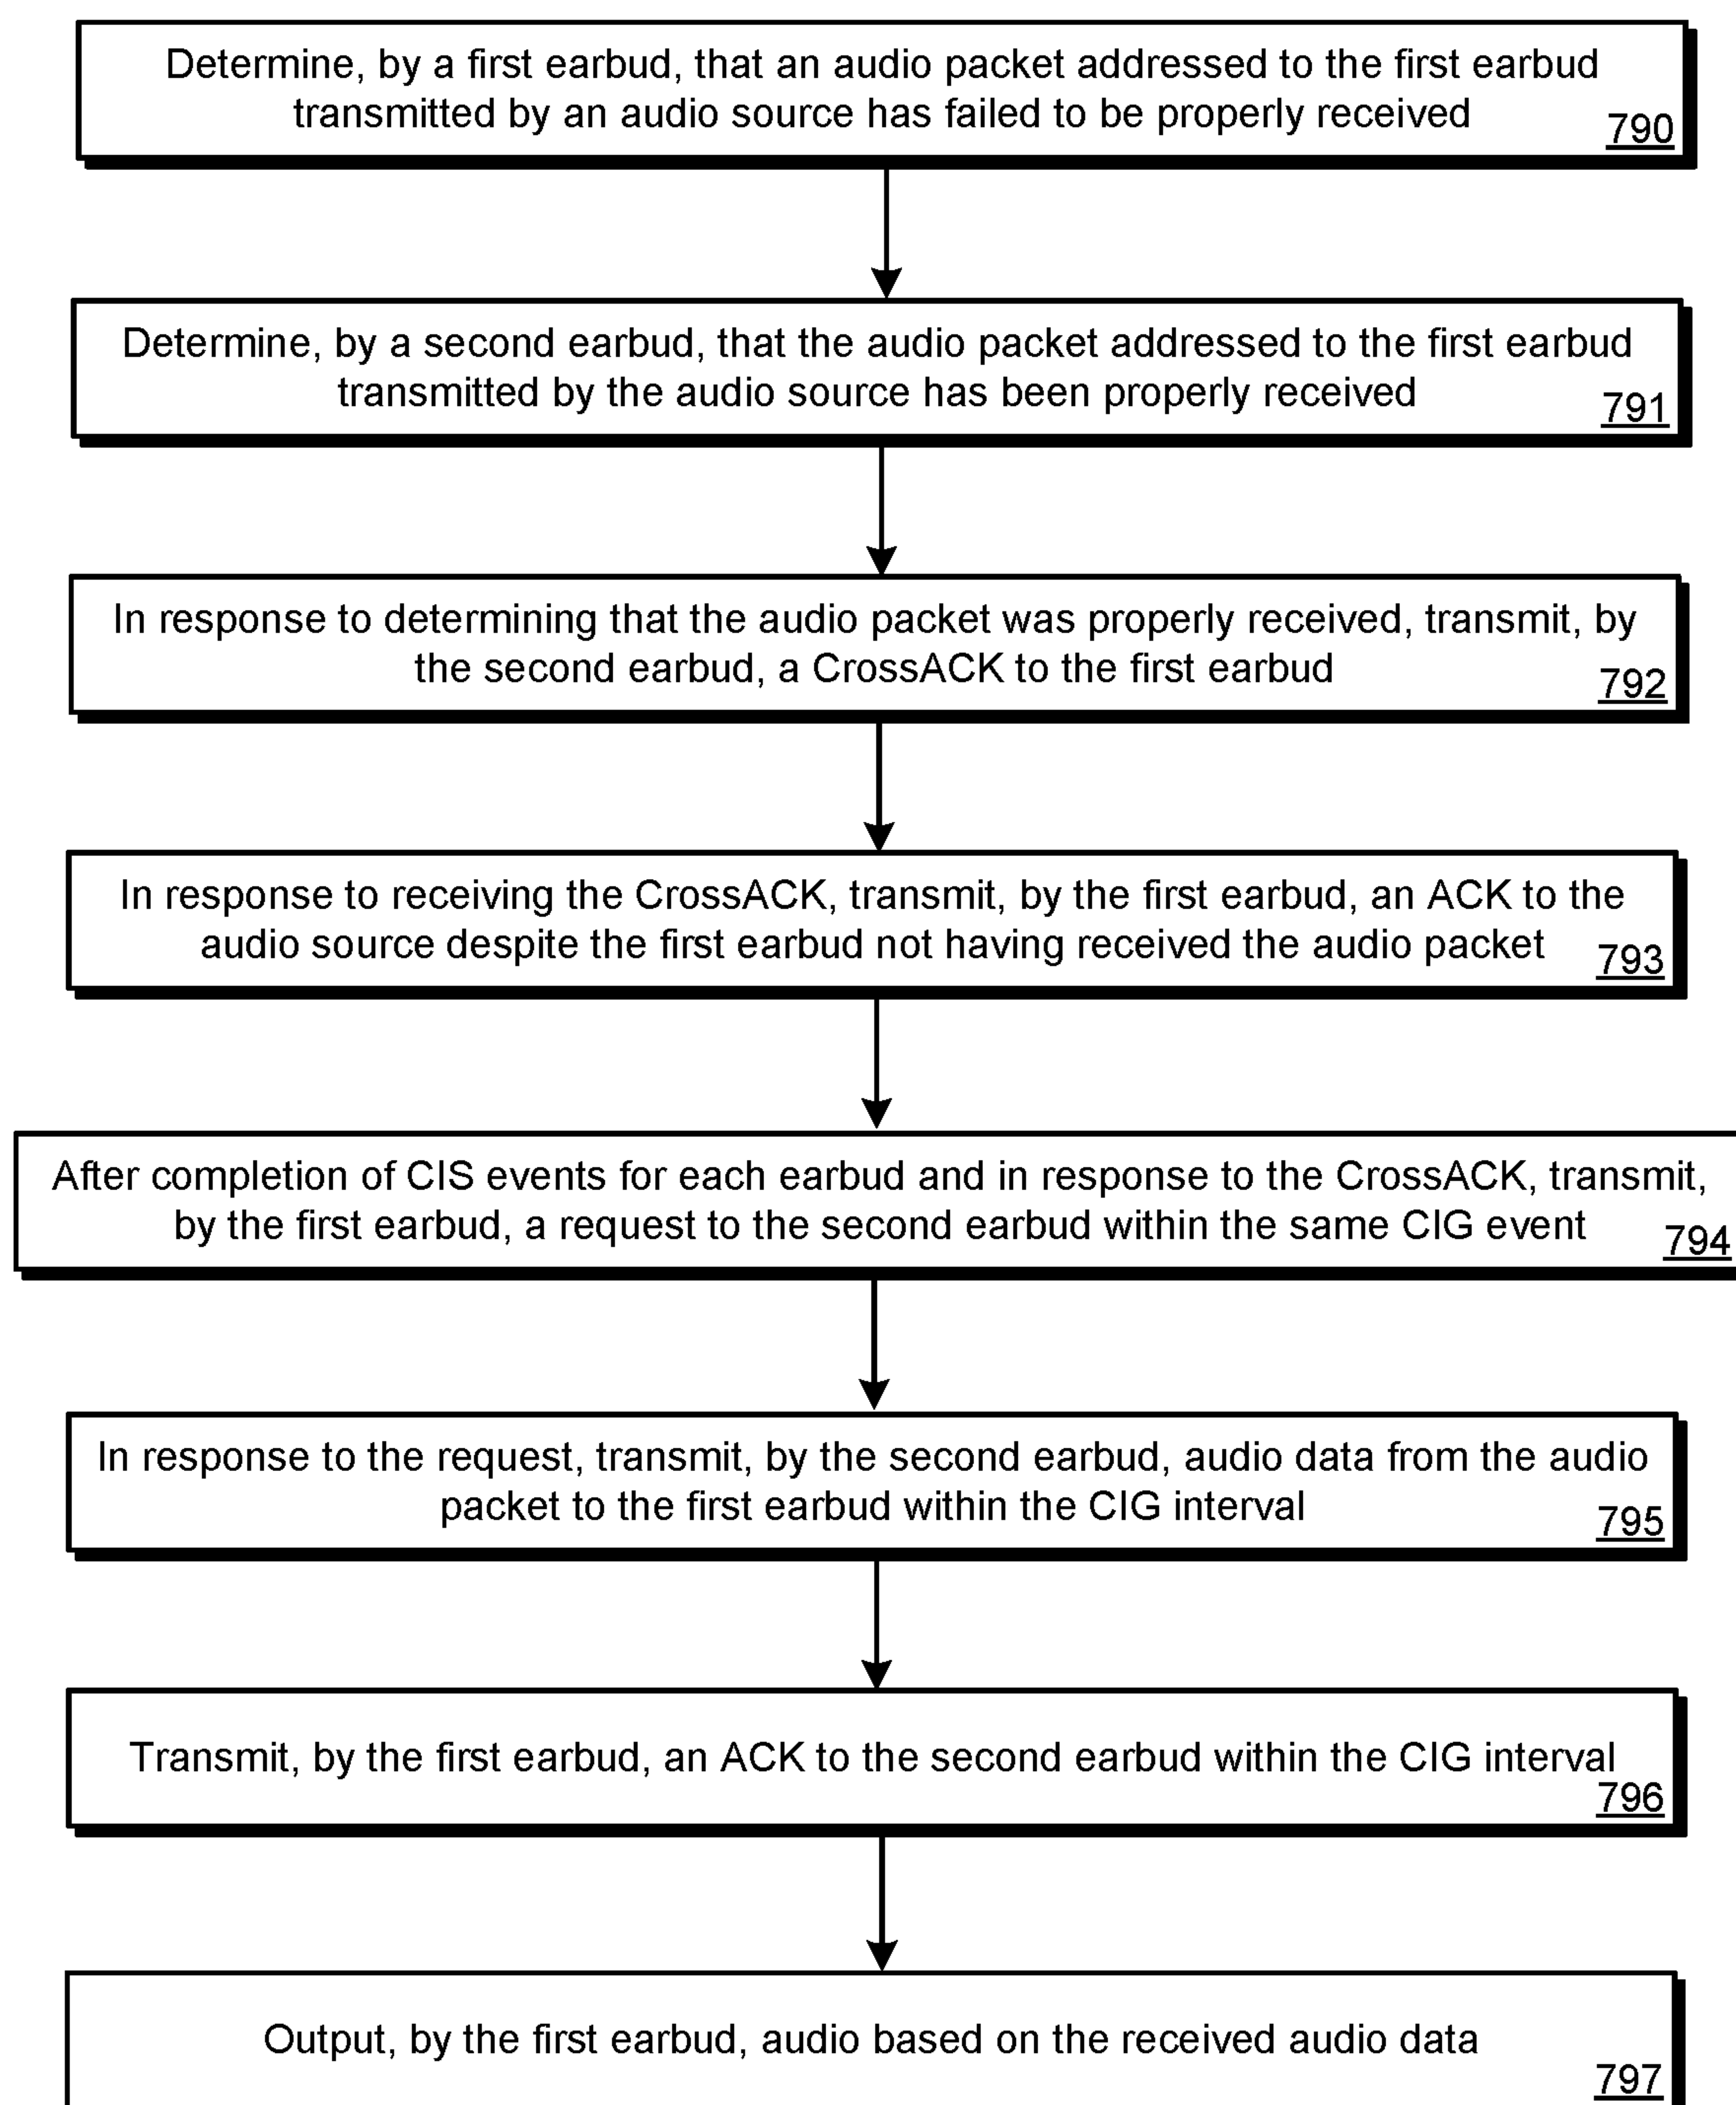 Determine, by a first earbud, that an audio packet addressed to the first earbud
transmitted by an audio source has failed to be properly received
790
Determine, by a second earbud, that the audio packet addressed to the first earbud
transmitted by the audio source has been properly received
791
In response to determining that the audio packet was properly received, transmit, by
the second earbud, a CrossACK to the first earbud
792
In response to receiving the CrossACK, transmit, by the first earbud, an ACK to the
audio source despite the first earbud not having received the audio packet
793
After completion of CIS events for each earbud and in response to the CrossACK, transmit,
by the first earbud, a request to the second earbud within the same CIG event
794
In response to the request, transmit, by the second earbud, audio data from the audio
packet to the first earbud within the CIG interval
795
Transmit, by the first earbud, an ACK to the second earbud within the CIG interval
796
Output, by the first earbud, audio based on the received audio data
797